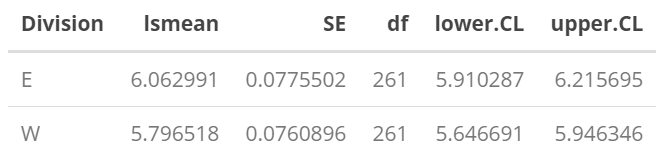 Division lsmean SE df lower.CL upper.CL
E 6.062991 0.0775502 261 5.910287 6.215695
W 5.796518 0.0760896 261 5.646691 5.946346